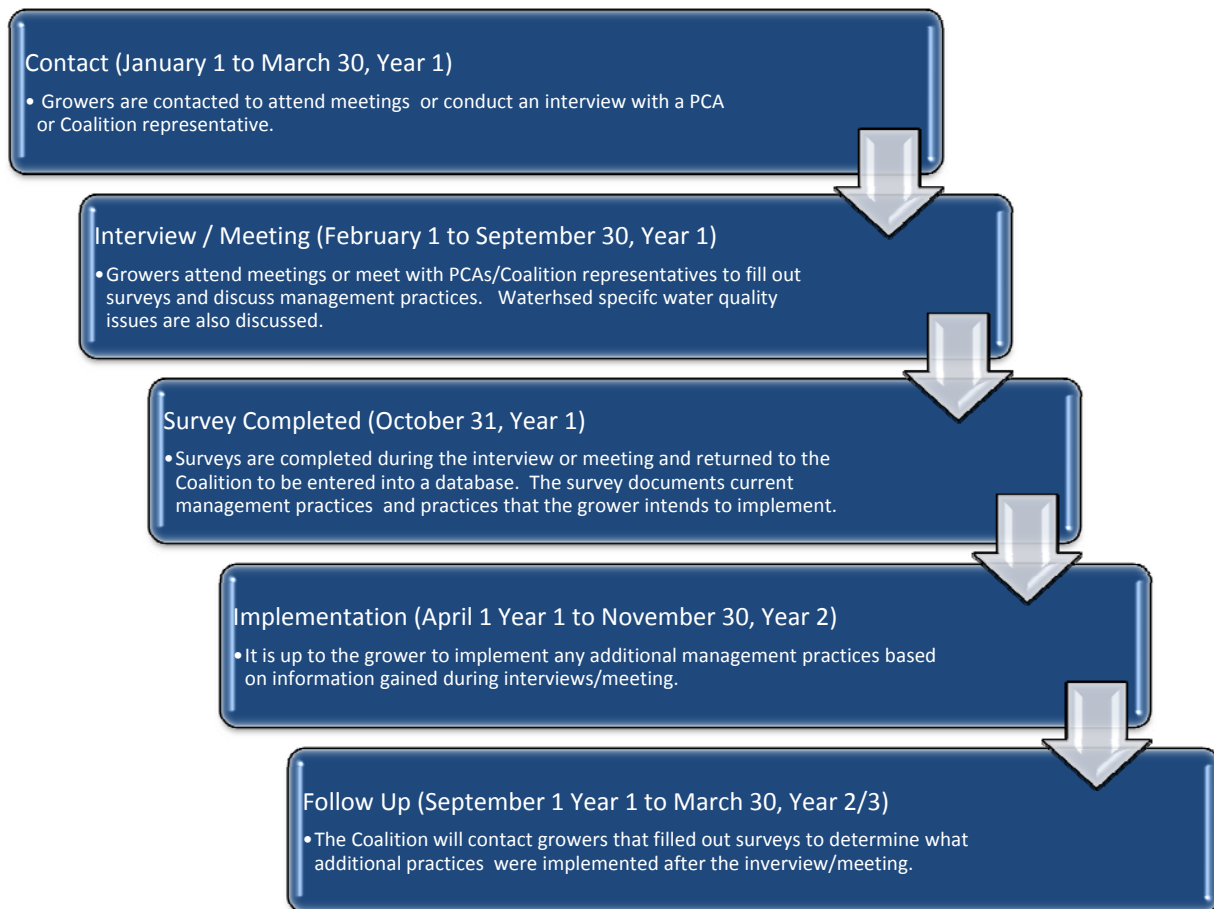 Contact (January 1 to March 30, Year 1)
• Growers are contacted to attend meetings or conduct an interview with a PCA
or Coalition representative.
Interview / Meeting (February 1 to September 30, Year 1)
•Growers attend meetings or meet with PCAs/Coalition representatives to fill out
surveys and discuss management practices. Waterhsed specifc water quality
issues are also discussed.
Survey Completed (October 31, Year 1)
•Surveys are completed during the interview or meeting and returned to the
Coalition to be entered into a database. The survey documents current
management practices and practices that the grower intends to implement.
Implementation (April 1 Year 1 to November 30, Year 2)
•It is up to the grower to implement any additional management practices based
on information gained during interviews/meeting.
Follow Up (September 1 Year 1 to March 30, Year 2/3)
•The Coalition will contact growers that filled out surveys to determine what
additional practices were implemented after the inverview/meeting.